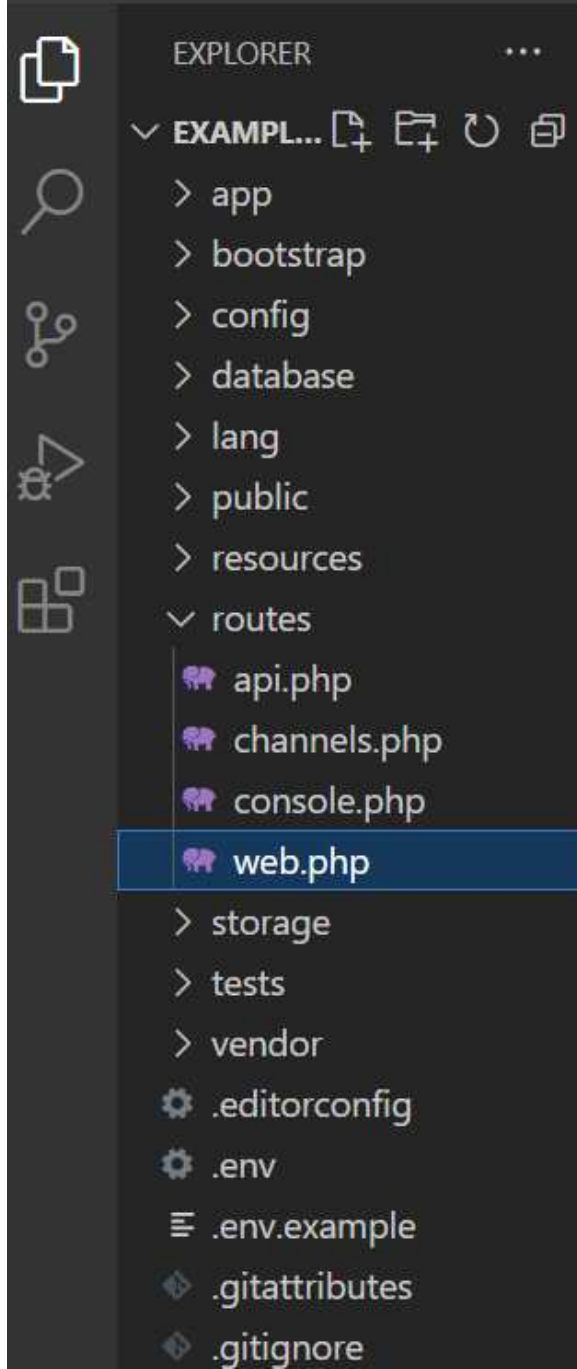 EXPLORER ...
EXAMPL...
app
bootstrap
config
database
lang
public
resources
routes
api.php
channels.php
console.php
web.php
storage
tests
vendor
.editorconfig
.env
.env.example
.gitattributes
.gitignore